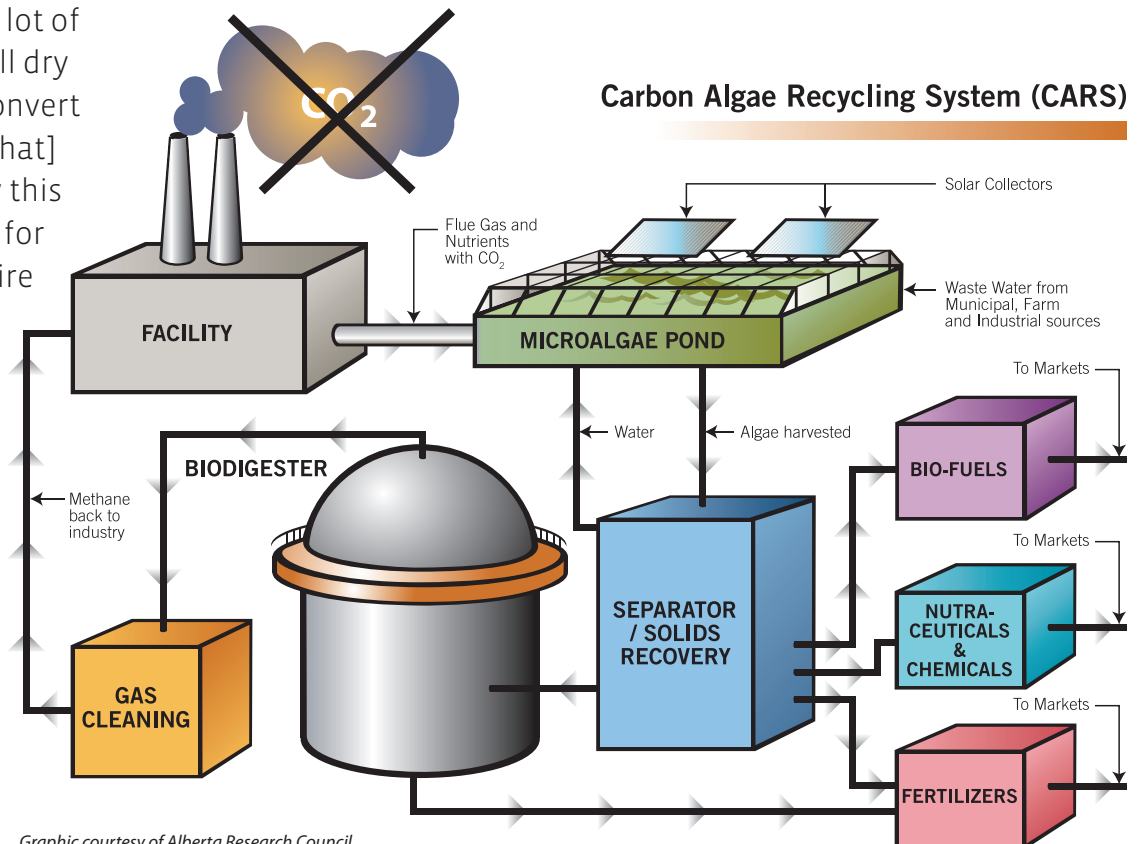 lot of
ll dry
onvert
hat]
this
for
ire
CO2
Carbon Algae Recycling System (CARS)
Solar Collectors
Flue Gas and
Nutrients
with CO2
Waste Water from
Municipal, Farm
and Industrial sources
FACILITY
MICROALGAE POND
To Markets
Water
Algae harvested
BIODIGESTER
BIO-FUELS
Methane
back to
industry
To Markets
SEPARATOR
/ SOLIDS
RECOVERY
NUTRA-
CEUTICALS
&
CHEMICALS
GAS
CLEANING
To Markets
FERTILIZERS
Graphic courtesy of Alberta Research Council